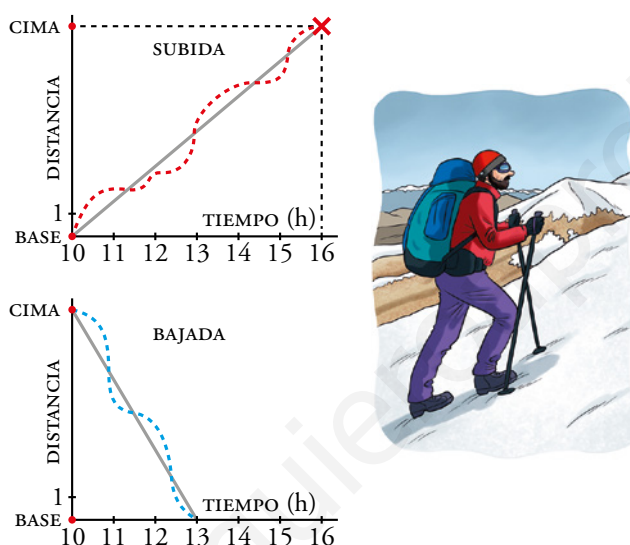 CIMA
SUBIDA
DISTANCIA
1
TIEMPO (h)
BASE
10 11 12 13 14 15 16
CIMA
BAJADA
DISTANCIA
1
TIEMPO (h)
BASE
10 11 12 13 14 15 16